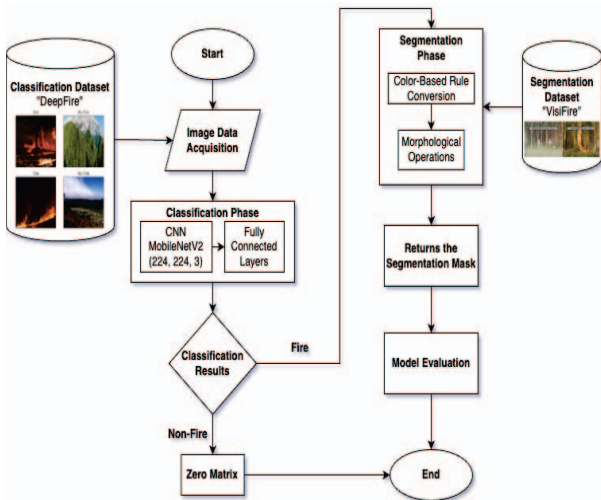 Classification
Dataset
"DeepFire"
Start
Image Data
Acquisition
Classification Phase
CNN
MobileNetV2
(224, 224, 3)
Fully
Connected
Layers
Classification
Results
Fire
Non-Fire
Zero Matrix
Segmentation
Phase
Color-Based Rule
Conversion
Morphological
Operations
Segmentation
Dataset
"VisiFire"
Returns the
Segmentation Mask
Model Evaluation
End